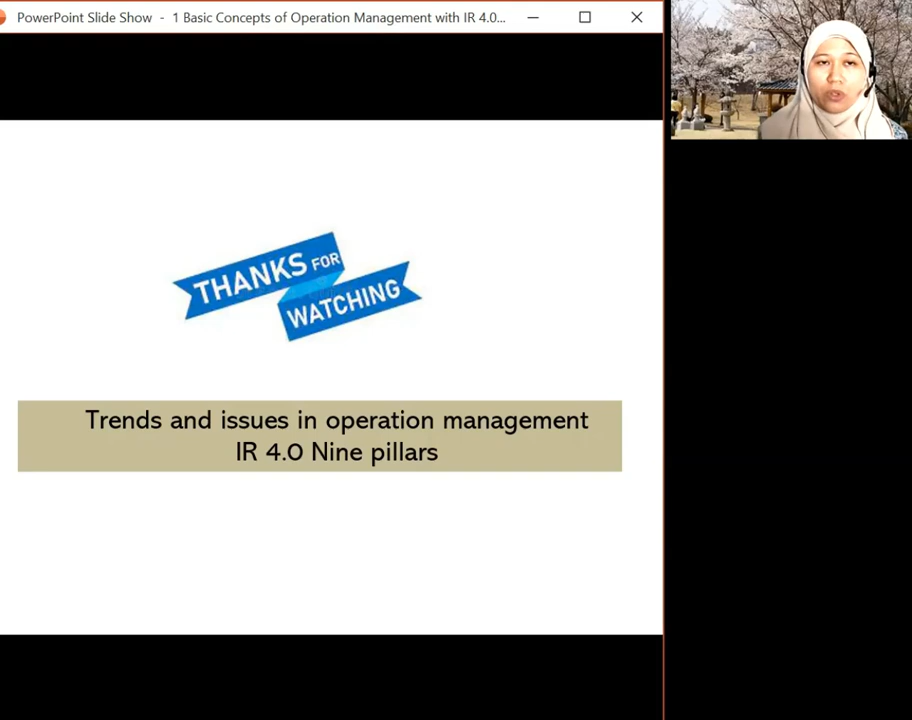 PowerPoint Slide Show - 1 Basic Concepts of Operation Management with IR 4.0...
THANKS FOR
WATCHING
Trends and issues in operation management
IR 4.0 Nine pillars